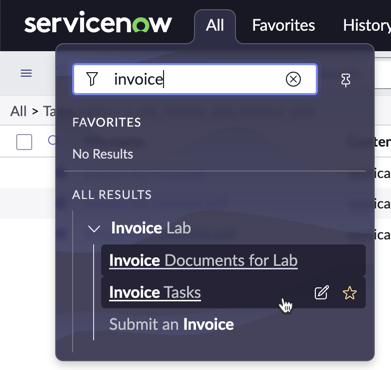 servicenow All Favorites History
invoice
All > Ta
FAVORITES
No Results
ALL RESULTS
Invoice Lab
Invoice Documents for Lab
Invoice Tasks
Submit an Invoice